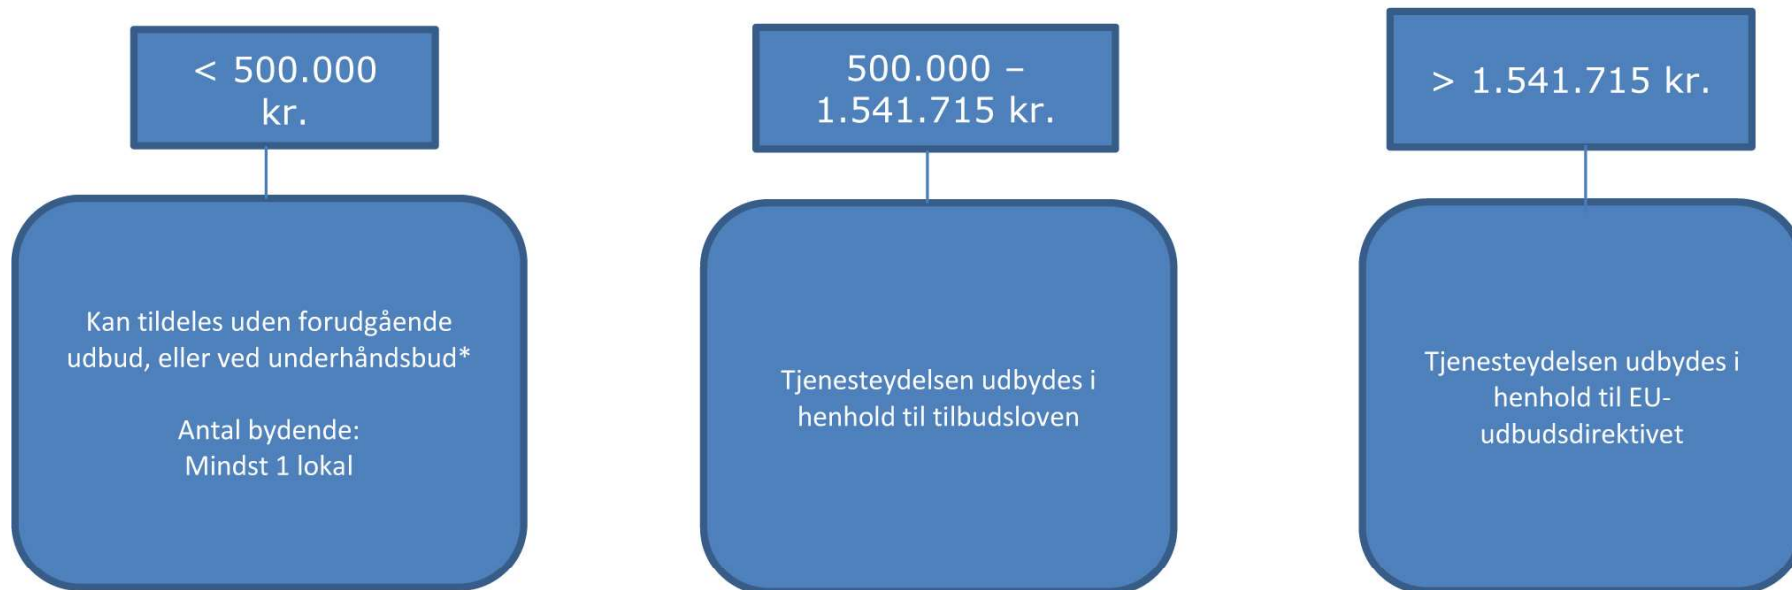 < 500.000
kr.
Kan tildeles uden forudgående
udbud, eller ved underhåndsbud*
Antal bydende:
Mindst 1 lokal
500.000 –
1.541.715 kr.
Tjenesteydelsen udbydes i
henhold til tilbudsloven
> 1.541.715 kr.
Tjenesteydelsen udbydes i
henhold til EU-
udbudsdirektivet